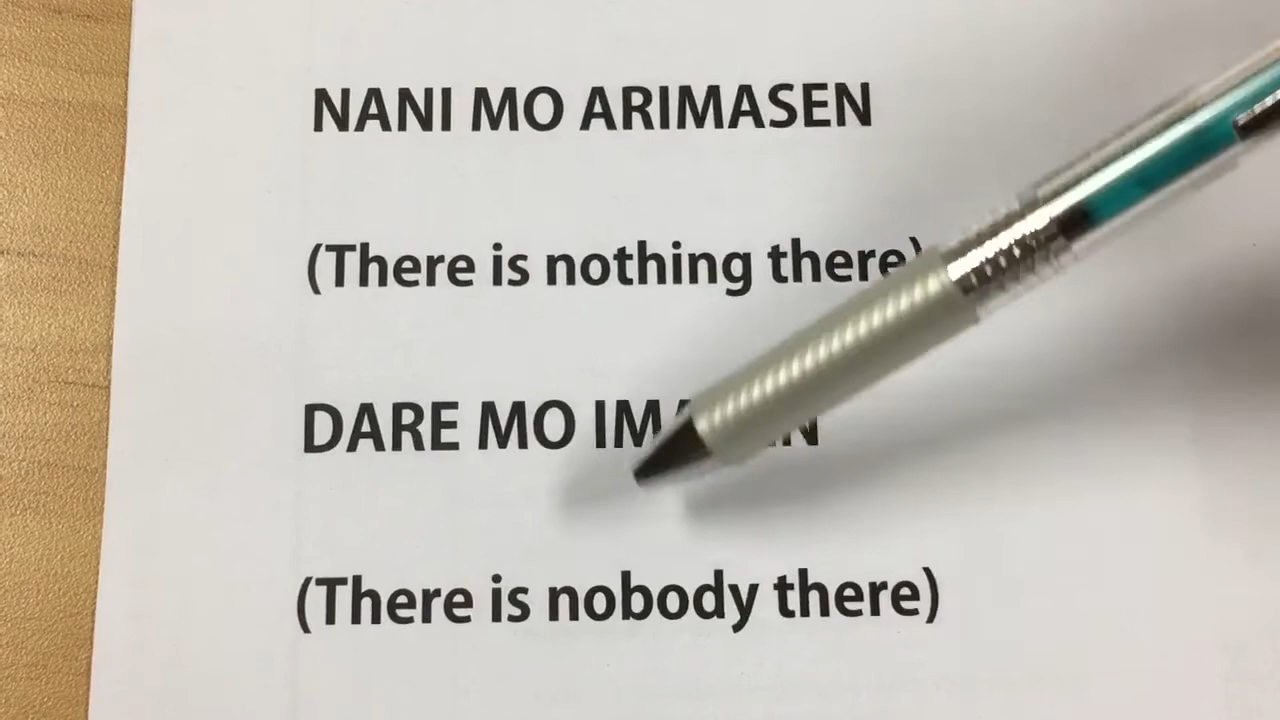 NANI MO ARIMASEN
(There is nothing there)
DARE MO
(There is nobody there)